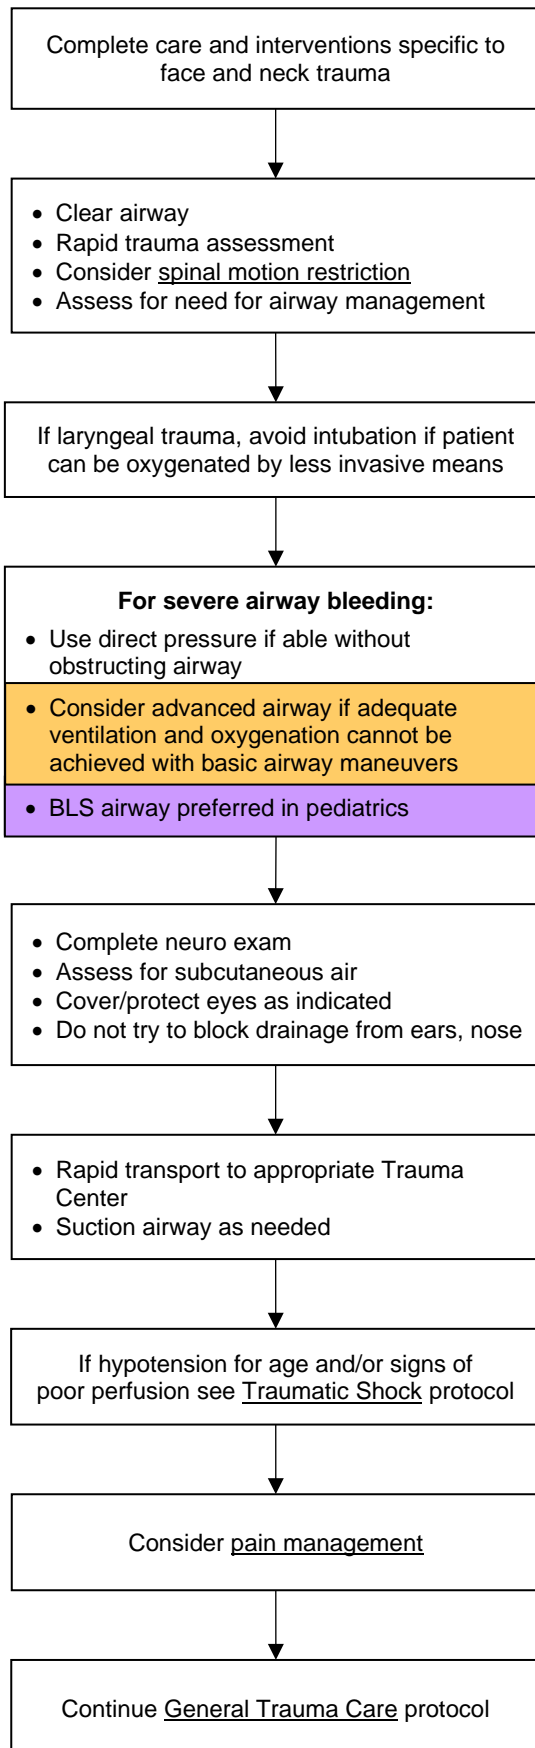 Complete care and interventions specific to
face and neck trauma
• Clear airway
• Rapid trauma assessment
• Consider spinal motion restriction
• Assess for need for airway management
If laryngeal trauma, avoid intubation if patient
can be oxygenated by less invasive means
For severe airway bleeding:
• Use direct pressure if able without
obstructing airway
• Consider advanced airway if adequate
ventilation and oxygenation cannot be
achieved with basic airway maneuvers
• BLS airway preferred in pediatrics
• Complete neuro exam
• Assess for subcutaneous air
• Cover/protect eyes as indicated
• Do not try to block drainage from ears, nose
• Rapid transport to appropriate Trauma
Center
• Suction airway as needed
If hypotension for age and/or signs of
poor perfusion see Traumatic Shock protocol
Consider pain management
Continue General Trauma Care protocol